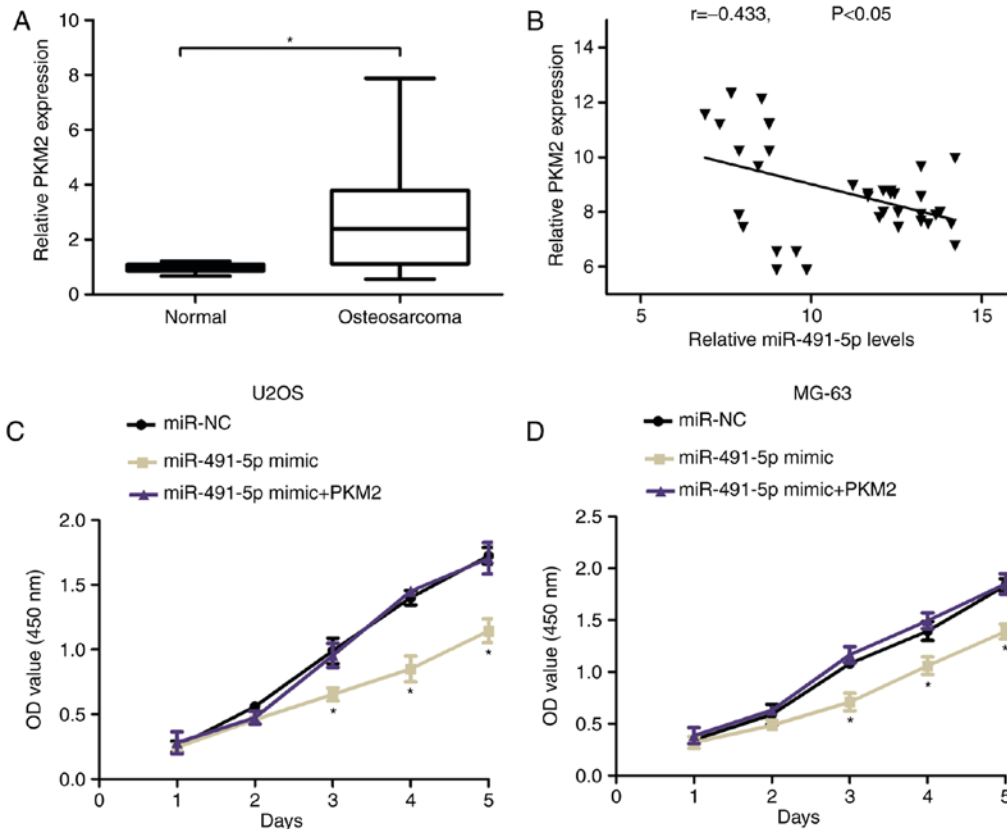 A
*
Relative PKM2 expression
10
8
6
4
2
0
Normal
Osteosarcoma
B
r=−0.433, P<0.05
Relative PKM2 expression
14
12
10
8
6
5
10
15
Relative miR-491-5p levels
C
U2OS
miR-NC
miR-491-5p mimic
miR-491-5p mimic+PKM2
OD value (450 nm)
2.0
1.5
1.0
0.5
0.0
* * *
0 1 2 3 4 5
Days
D
MG-63
miR-NC
miR-491-5p mimic
miR-491-5p mimic+PKM2
OD value (450 nm)
2.5
2.0
1.5
1.0
0.5
0.0
* * *
0 1 2 3 4 5
Days